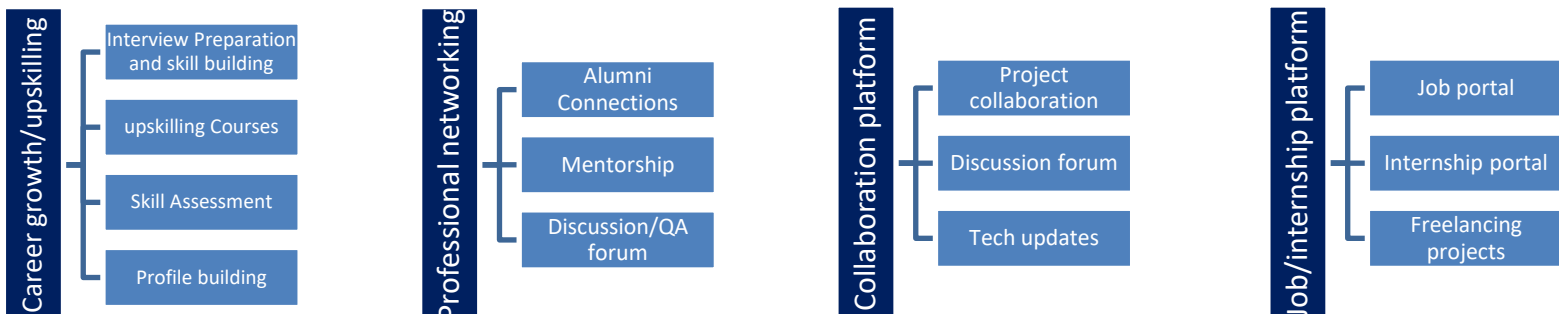 Career growth/upskilling
Interview Preparation
and skill building
upskilling Courses
Skill Assessment
Profile building
Professional networking
Alumni
Connections
Mentorship
Discussion/QA
forum
Collaboration platform
Project
collaboration
Discussion forum
Tech updates
Job/internship platform
Job portal
Internship portal
Freelancing
projects